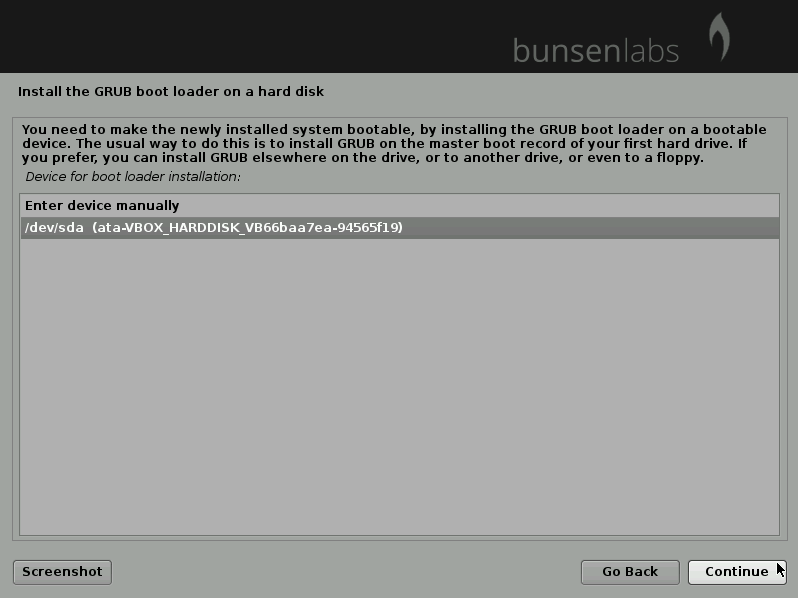 bunsenlabs
Install the GRUB boot loader on a hard disk
You need to make the newly installed system bootable, by installing the GRUB boot loader on a bootable
device. The usual way to do this is to install GRUB on the master boot record of your first hard drive. If
you prefer, you can install GRUB elsewhere on the drive, or to another drive, or even to a floppy.
Device for boot loader installation:
Enter device manually
/dev/sda  (ata-VBOX_HARDDISK_VB66baa7ea-94565f19)
Screenshot
Go Back
Continue